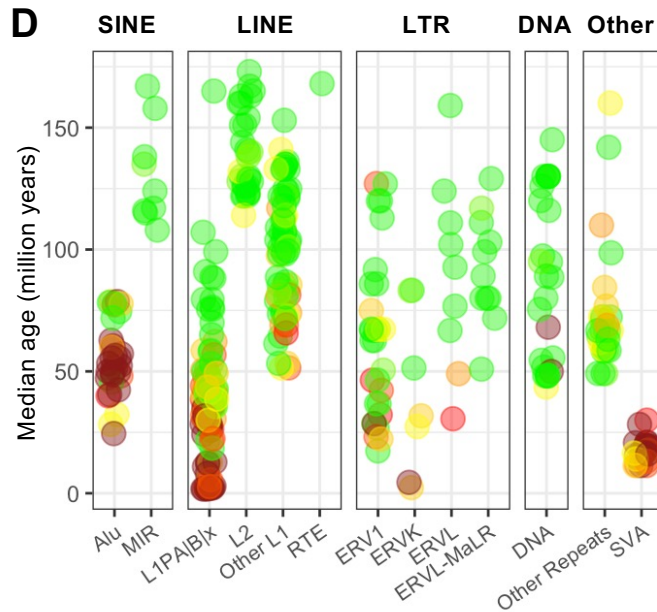 D
SINE LINE LTR DNA Other
Median age (million years)
150
100
50
0
Alu MIR L1PA|B|x L2 Other L1 RTE ERV1 ERVK ERVL ERVL-MaLR DNA Other Repeats SVA